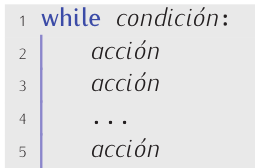 1 while condición:
2 acción
3 acción
4 ...
5 acción